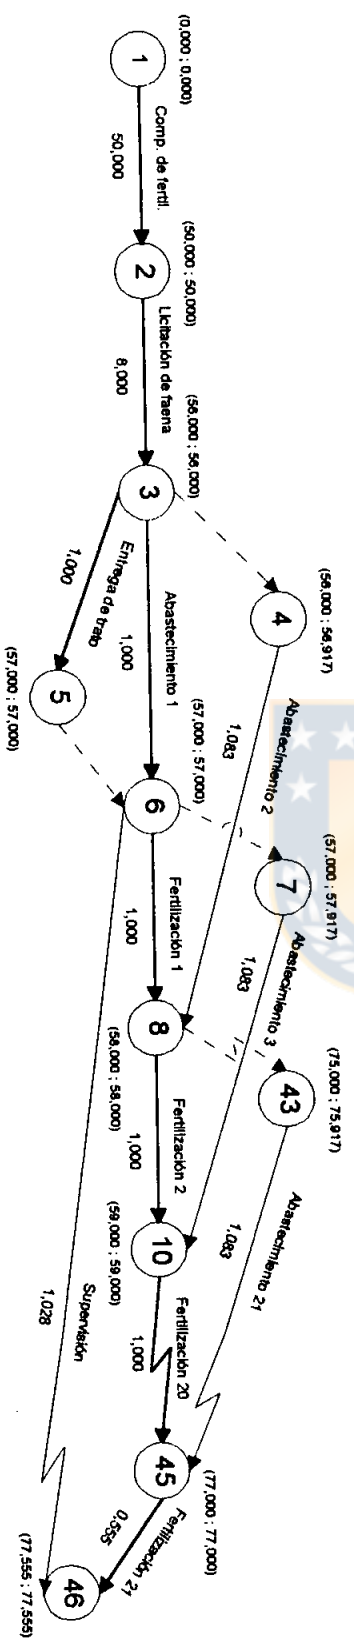 (0,000 ; 0,000)
1
Comp. de fertil.
50,000
(50,000 ; 50,000)
2
Licitación de faena
6,000
(56,000 ; 56,000)
3
Entrega de trato
1,000
Abastecimiento 1
1,000
(56,000 ; 56,917)
4
5
(57,000 ; 57,000)
Abastecimiento 2
1,083
(57,000 ; 57,000)
6
Fertilización 1
1,000
(57,000 ; 57,917)
7
Abastecimiento 3
1,083
8
(58,000 ; 58,000)
Fertilización 2
1,000
(75,000 ; 75,917)
43
Abastecimiento 21
1,083
10
(59,000 ; 59,000)
Fertilización 20
1,000
Supervisión
1,028
(77,000 ; 77,000)
45
Fertilización 21
0,555
46
(77,555 ; 77,555)